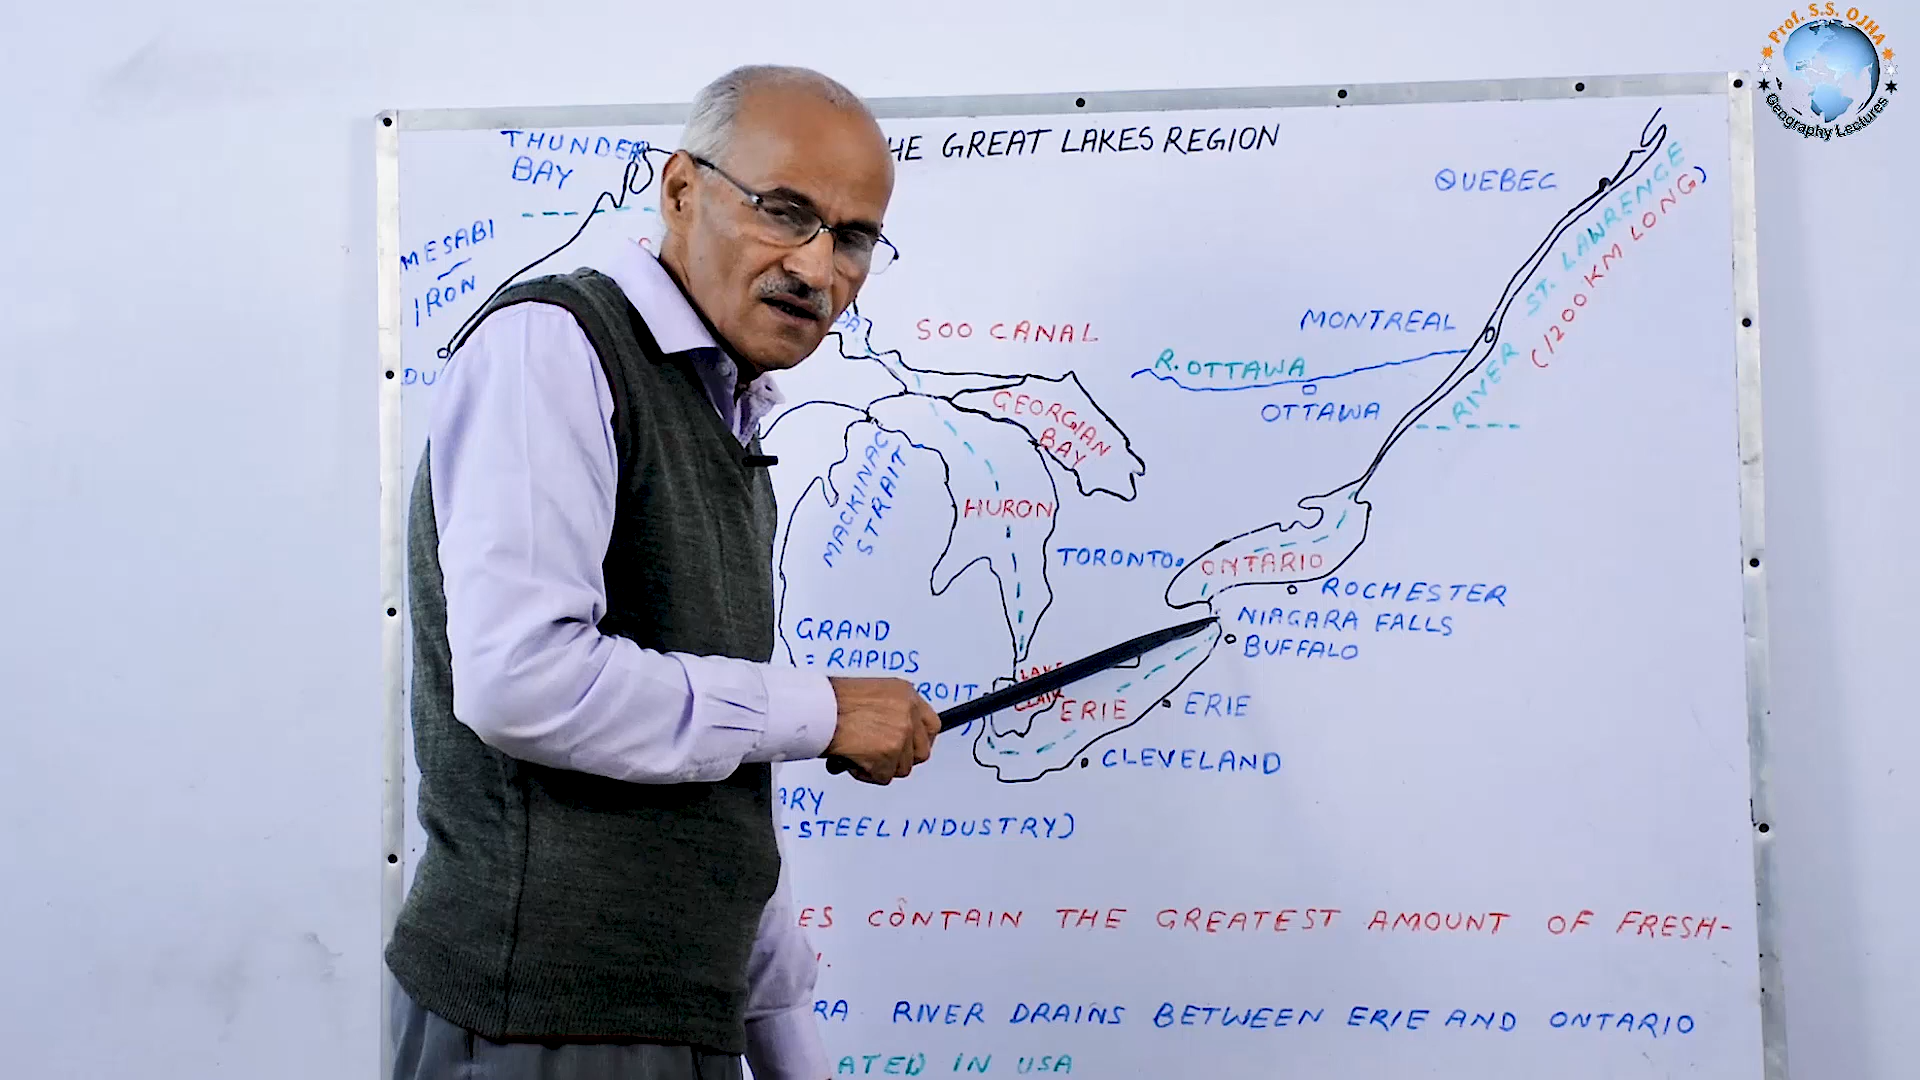 Prof. S.S. OJHA
Geography Lectures
HE GREAT LAKES REGION
THUNDER
BAY
QUEBEC
MESABI
IRON
RIVER ST. LAWRENCE
(1200 KM LONG)
SOO CANAL
MONTREAL
R. OTTAWA
OTTAWA
DU
GEORGIAN
BAY
MACKINAC
STRAIT
HURON
TORONTO
ONTARIO
ROCHESTER
NIAGARA FALLS
BUFFALO
GRAND
= RAPIDS
LAKE
ROIT
ERIE
ERIE
CLEVELAND
ARY
-STEEL INDUSTRY)
ES CONTAIN THE GREATEST AMOUNT OF FRESH-
RA RIVER DRAINS BETWEEN ERIE AND ONTARIO
ATED IN USA